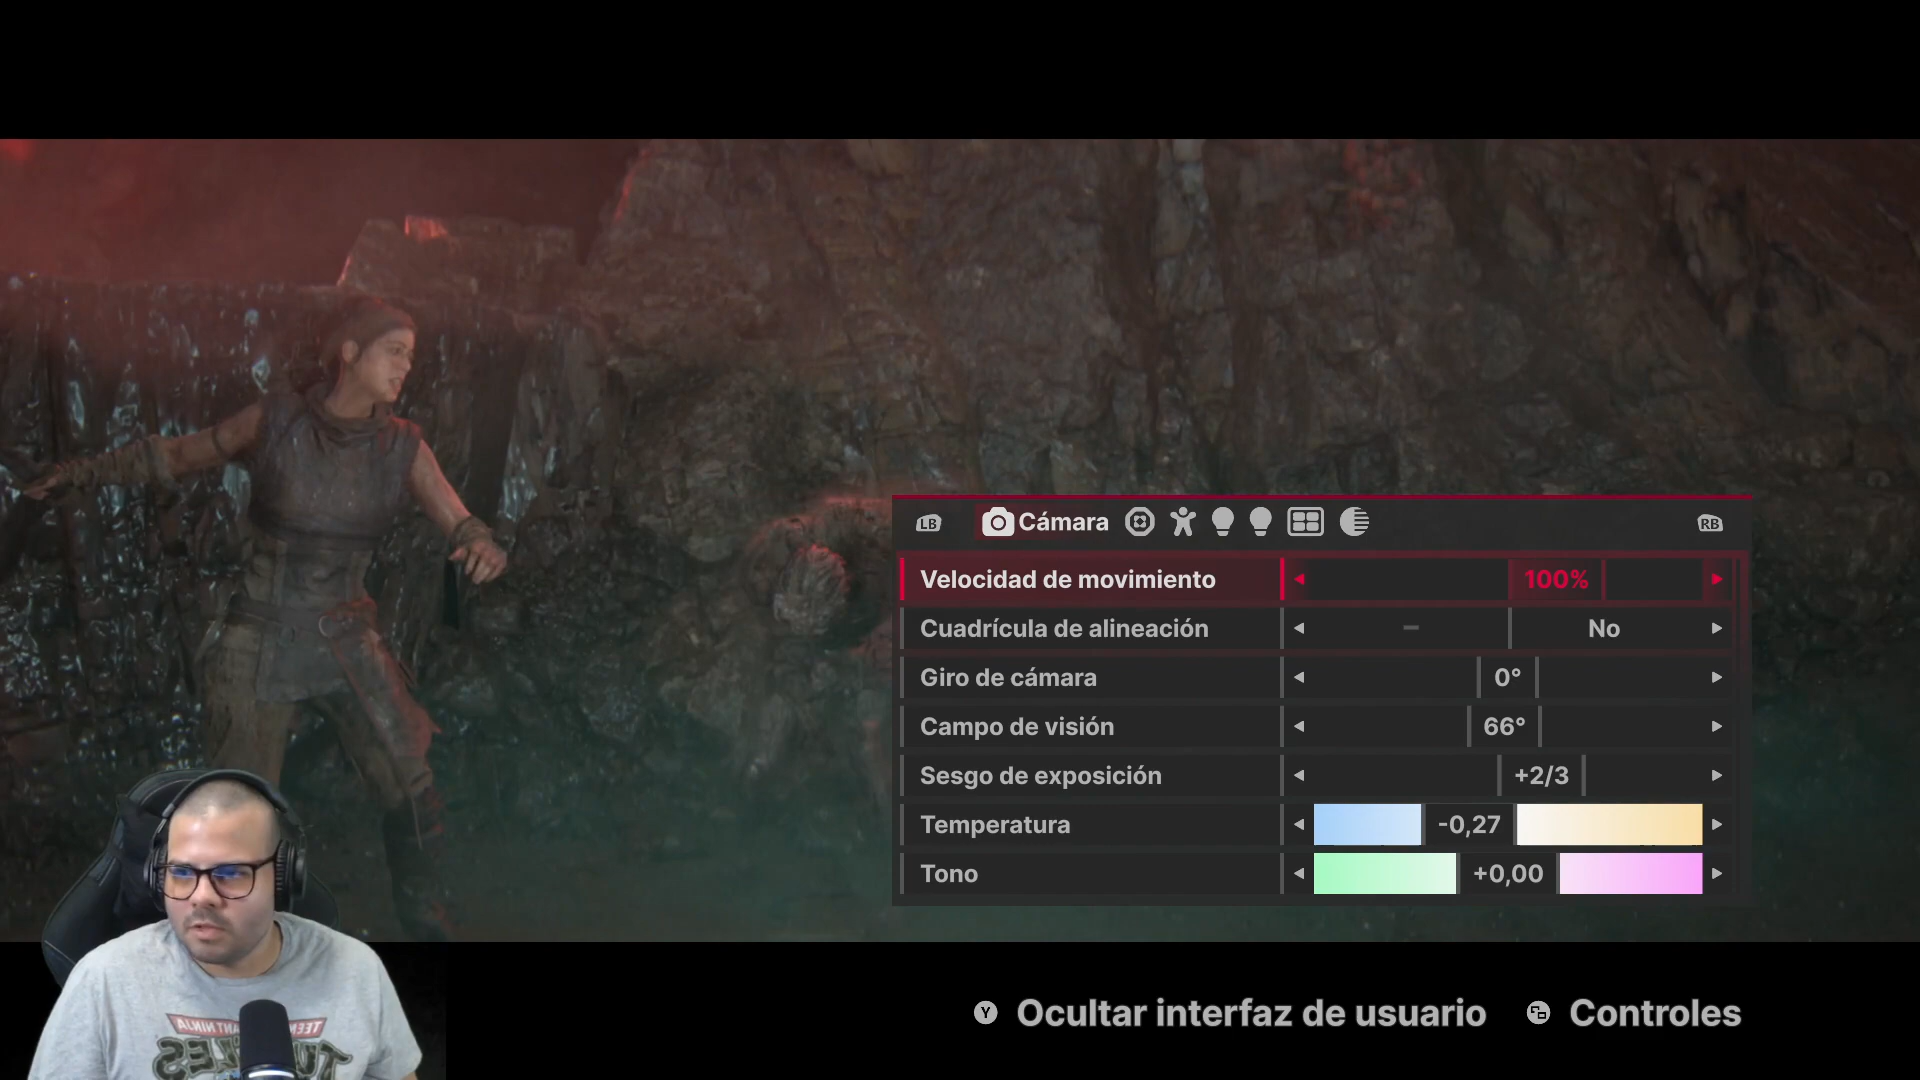 LB Cámara RB
Velocidad de movimiento 100%
Cuadrícula de alineación No
Giro de cámara 0°
Campo de visión 66°
Sesgo de exposición +2/3
Temperatura -0,27
Tono +0,00
Y Ocultar interfaz de usuario Controles